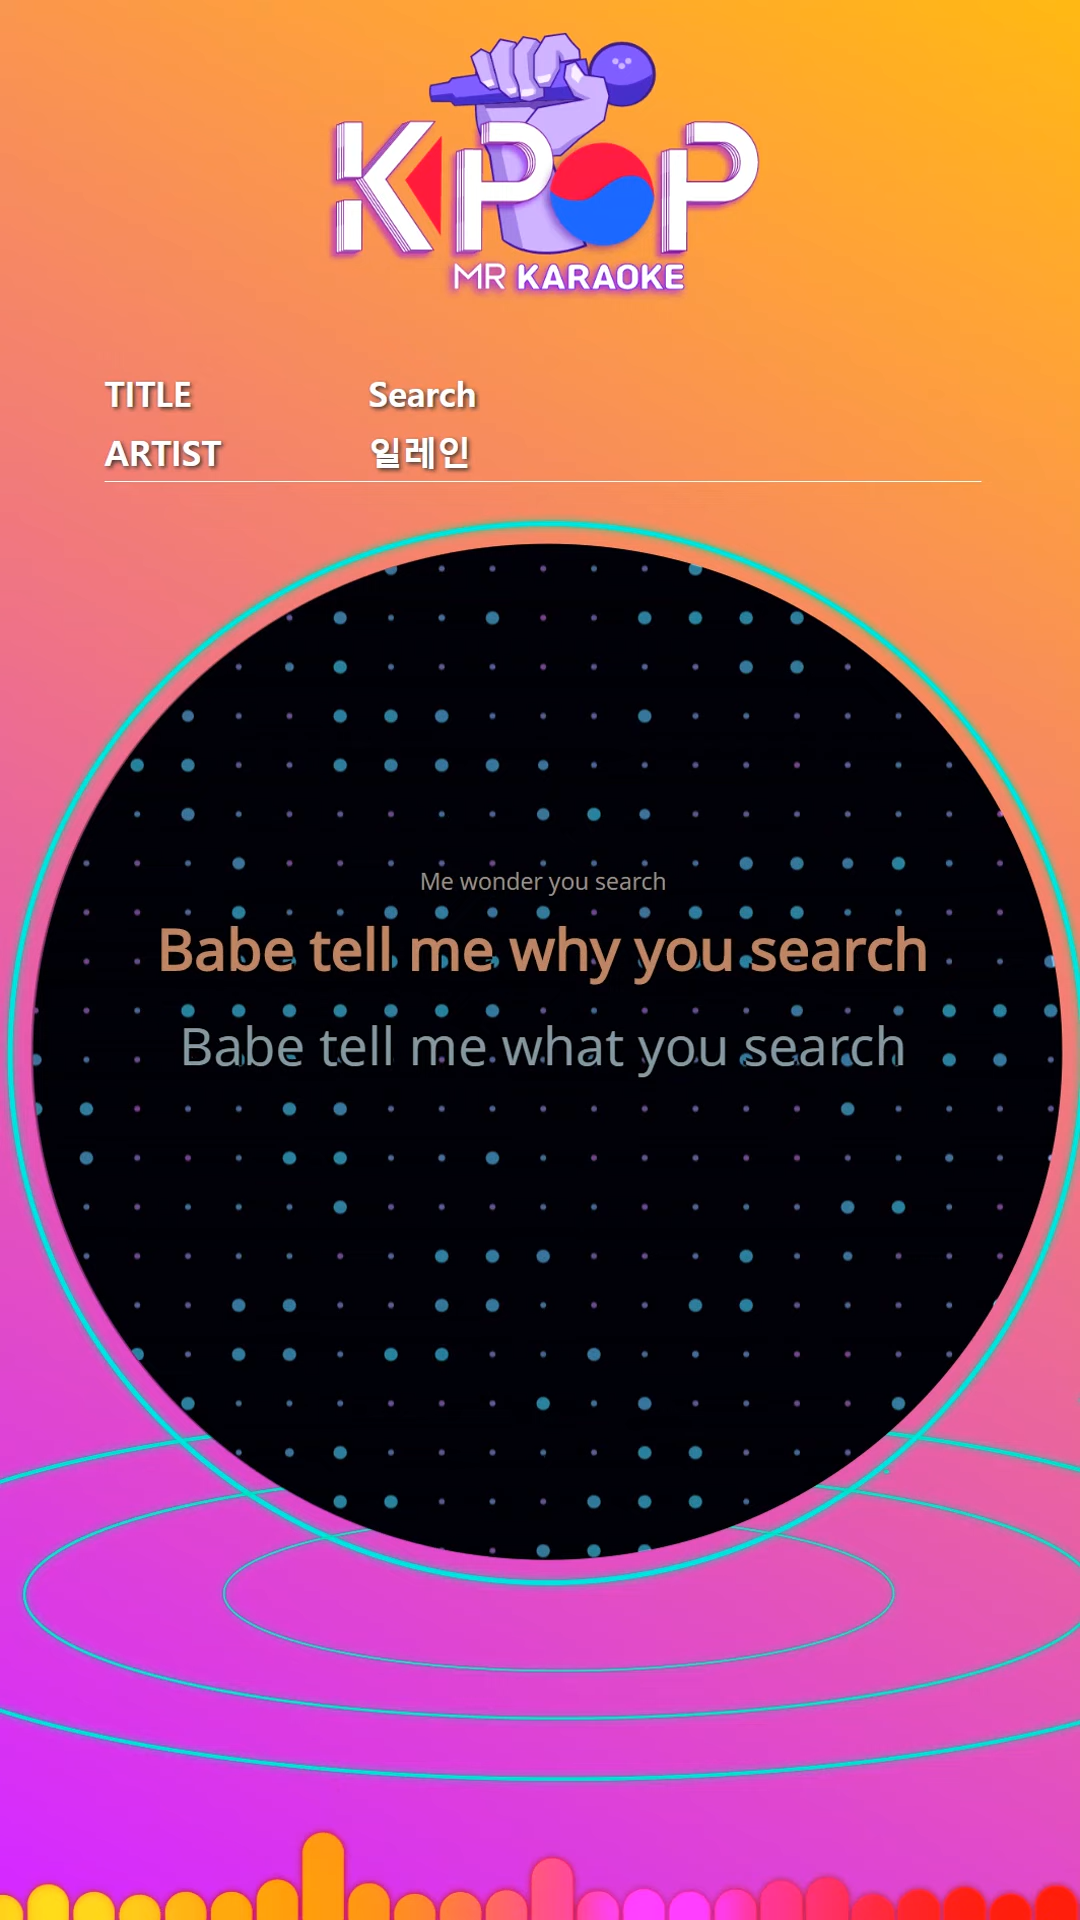 KPOP
MR KARAOKE
TITLE Search
ARTIST 일레인
Me wonder you search
Babe tell me why you search
Babe tell me what you search